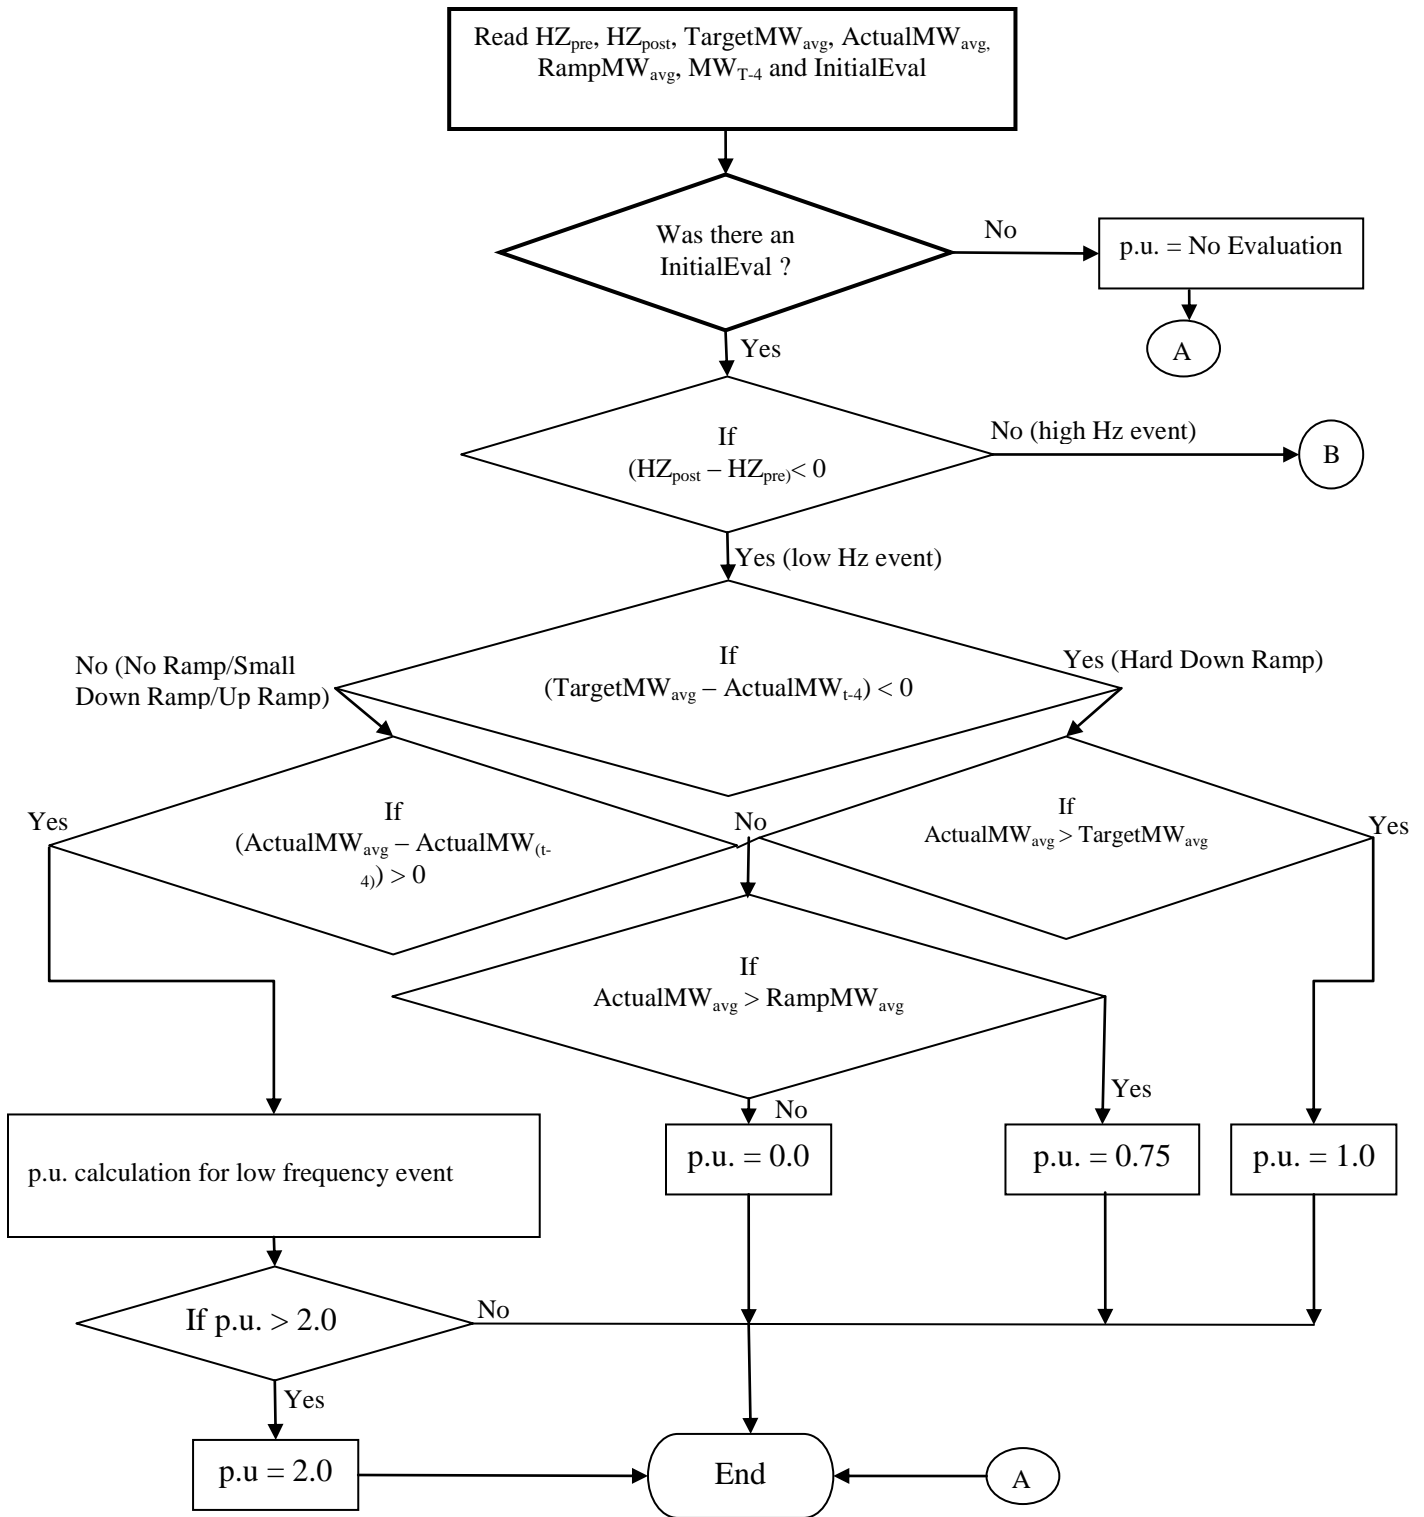 Read HZpre, HZpost, TargetMWavg, ActualMWavg,
RampMWavg, MWT-4 and InitialEval
Was there an
InitialEval ?
No
p.u. = No Evaluation
A
Yes
If
(HZpost – HZpre)< 0
No (high Hz event)
B
Yes (low Hz event)
If
(TargetMWavg – ActualMWt-4) < 0
No (No Ramp/Small
Down Ramp/Up Ramp)
Yes (Hard Down Ramp)
Yes
If
(ActualMWavg – ActualMW(t-
4)) > 0
No
If
ActualMWavg > TargetMWavg
Yes
If
ActualMWavg > RampMWavg
No
Yes
p.u. calculation for low frequency event
p.u. = 0.0
p.u. = 0.75
p.u. = 1.0
If p.u. > 2.0
No
Yes
p.u = 2.0
End
A